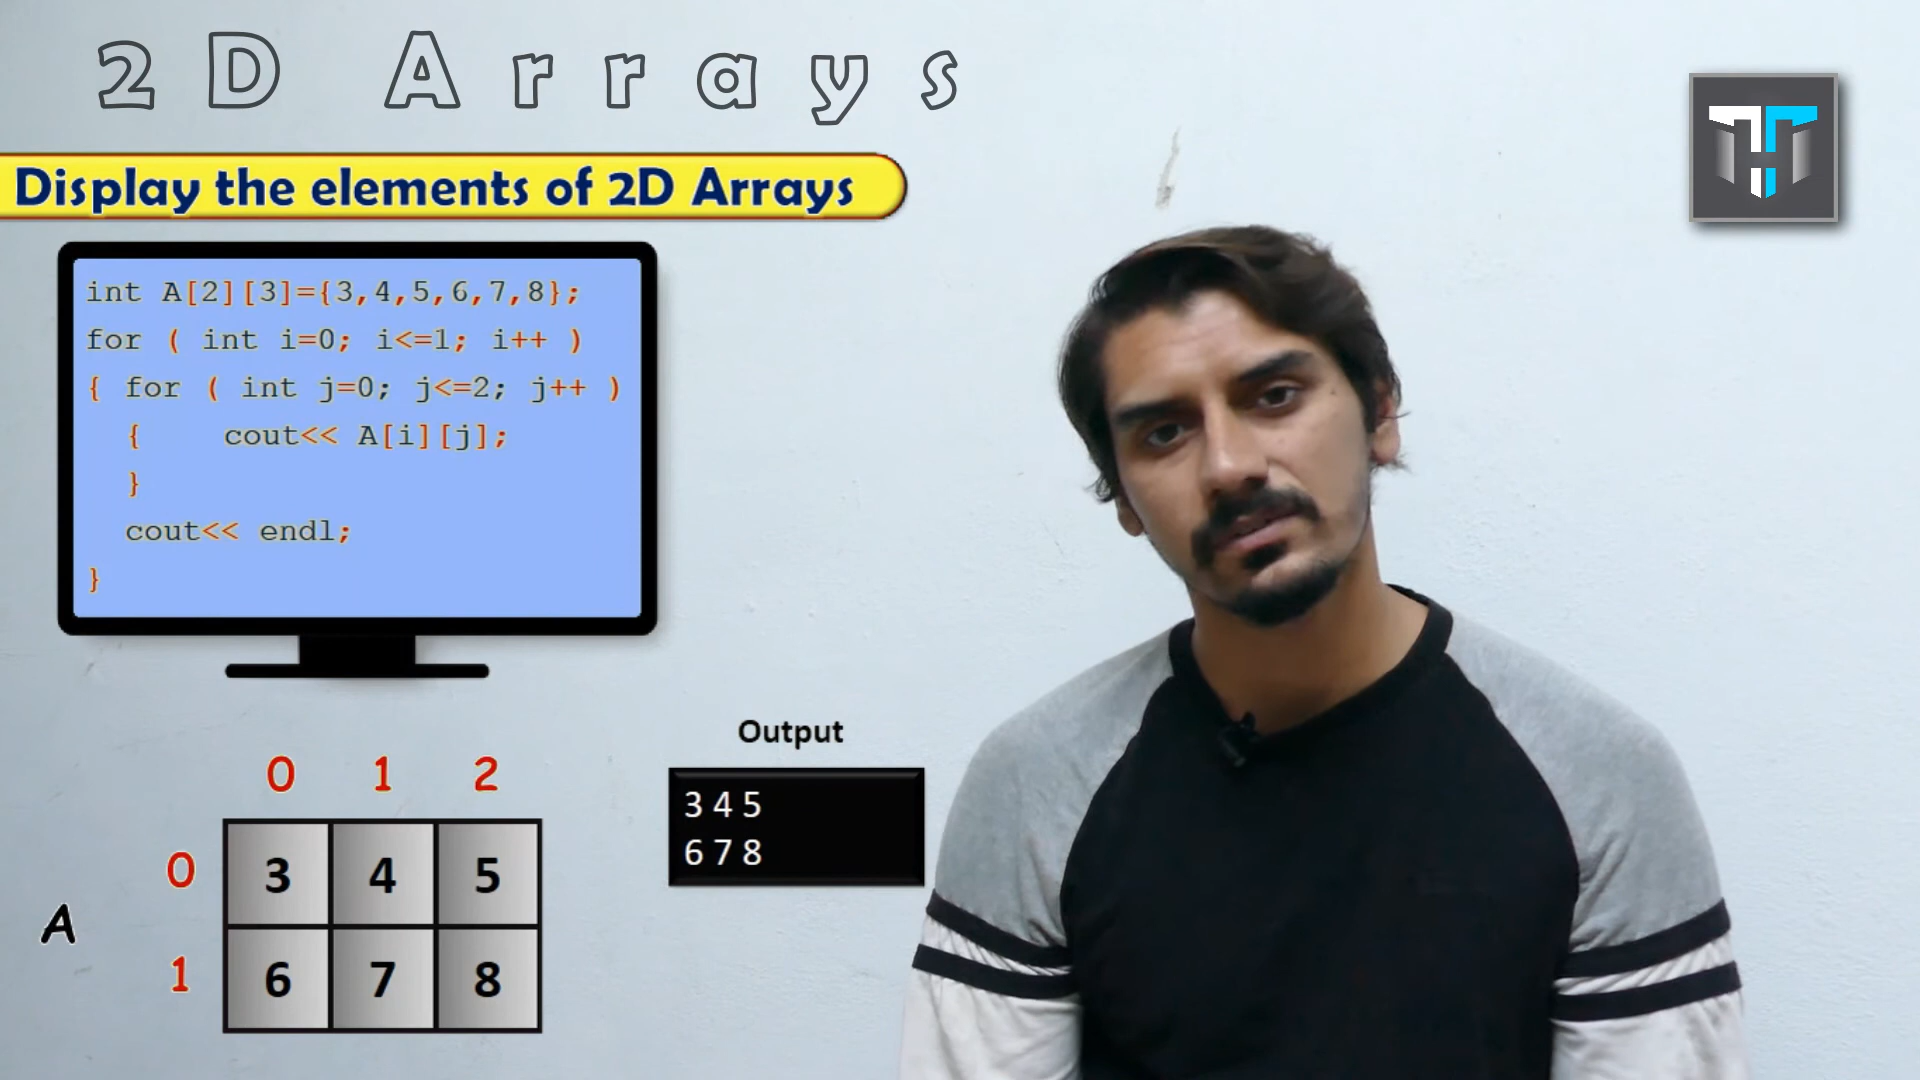 2D Arrays
Display the elements of 2D Arrays
int A[2][3]={3,4,5,6,7,8};
for ( int i=0; i<=1; i++ )
{ for ( int j=0; j<=2; j++ )
{ cout<< A[i][j];
}
cout<< endl;
}
Output
3 4 5
6 7 8
0 1 2
0 3 4 5
A
1 6 7 8